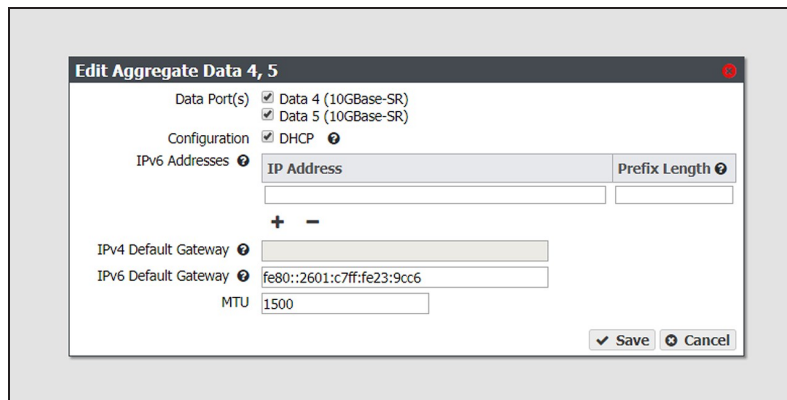 Edit Aggregate Data 4, 5
Data Port(s) Data 4 (10GBase-SR)
Data 5 (10GBase-SR)
Configuration DHCP
IPv6 Addresses IP Address Prefix Length
IPv4 Default Gateway
IPv6 Default Gateway fe80::2601:c7ff:fe23:9cc6
MTU 1500
Save Cancel